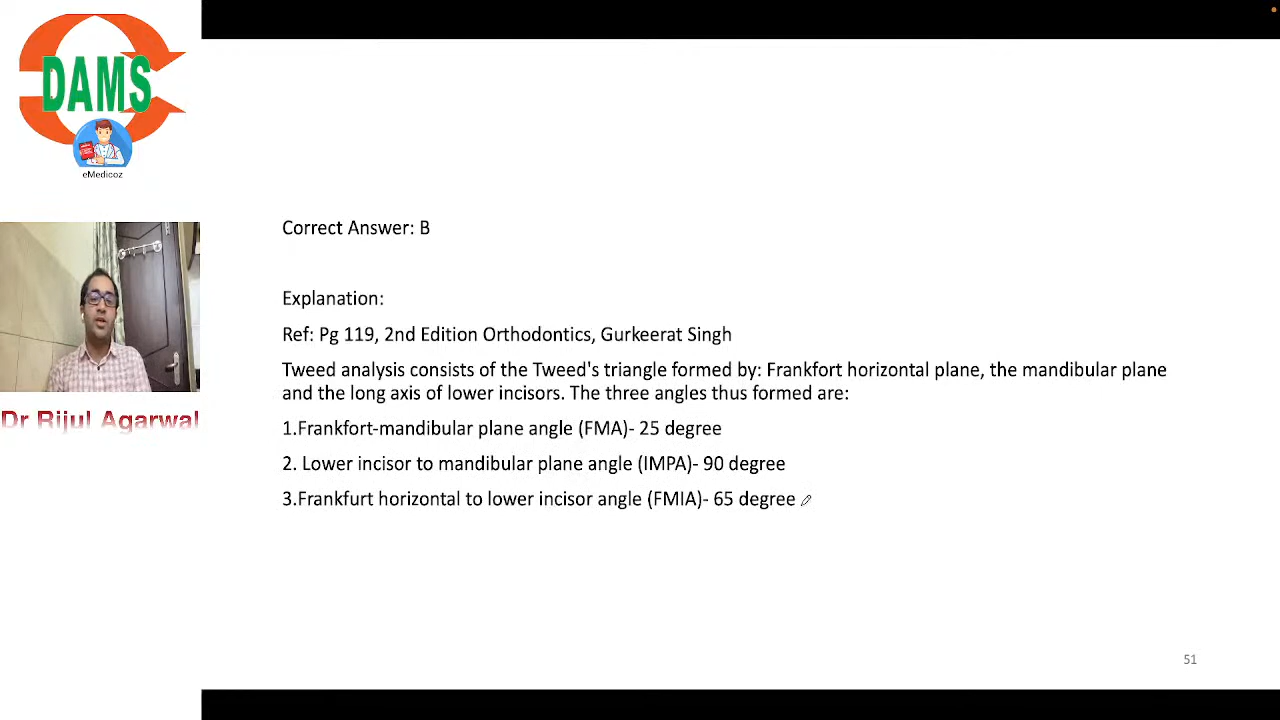 DAMS
eMedicoz
Dr Rijul Agarwal
Correct Answer: B
Explanation:
Ref: Pg 119, 2nd Edition Orthodontics, Gurkeerat Singh
Tweed analysis consists of the Tweed's triangle formed by: Frankfort horizontal plane, the mandibular plane
and the long axis of lower incisors. The three angles thus formed are:
1.Frankfort-mandibular plane angle (FMA)- 25 degree
2. Lower incisor to mandibular plane angle (IMPA)- 90 degree
3.Frankfurt horizontal to lower incisor angle (FMIA)- 65 degree
51